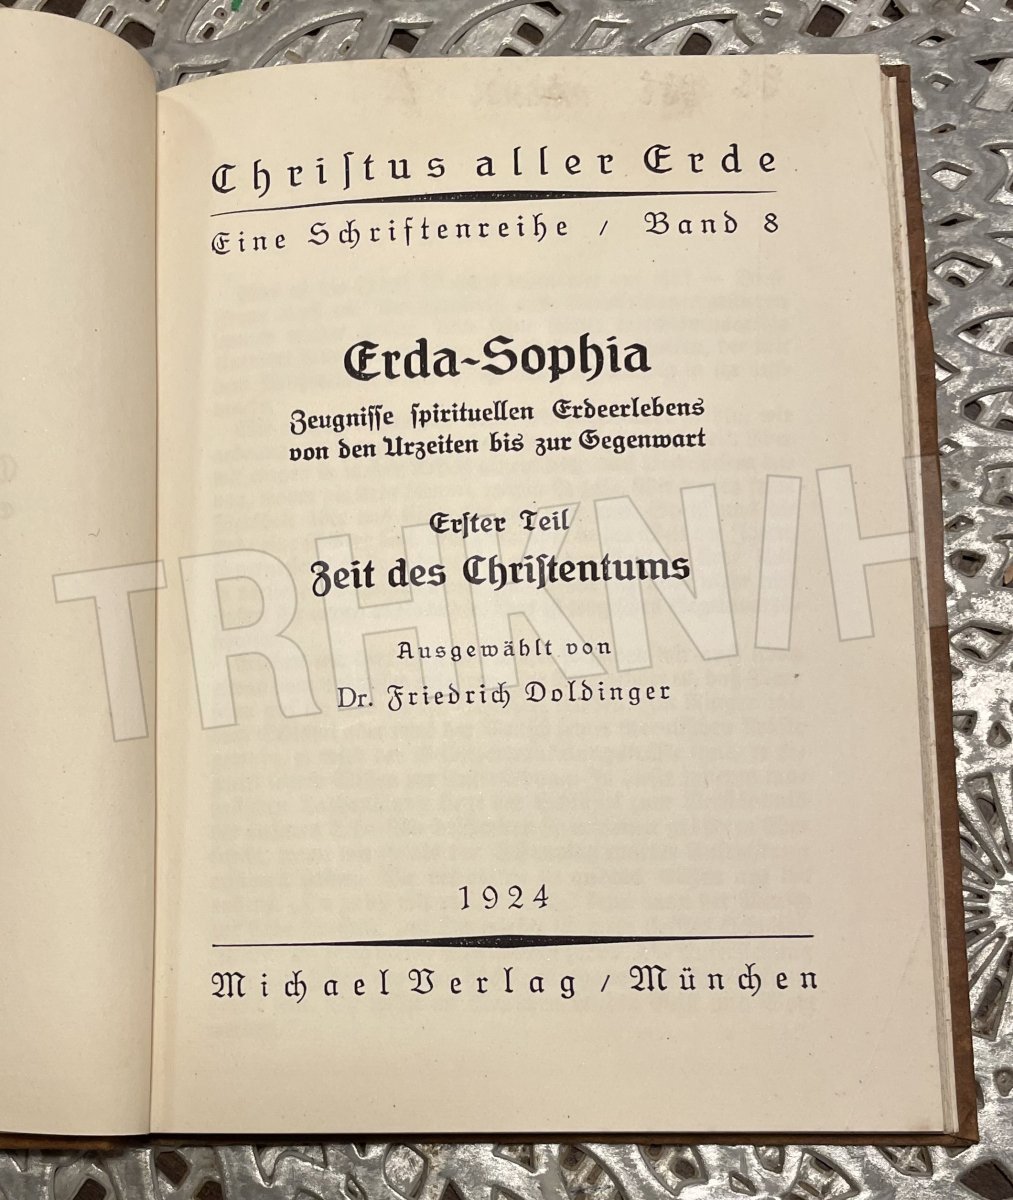 Chriſtus aller Erde
Eine Schriftenreihe / Band 8
Erda-Sophia
Zeugniſſe ſpirituellen Erdeerlebens
von den Urzeiten bis zur Gegenwart
Erſter Teil
Zeit des Chriſtentums
Ausgewählt von
Dr. Friedrich Doldinger
1924
Michael Verlag / München
TRHKN/H